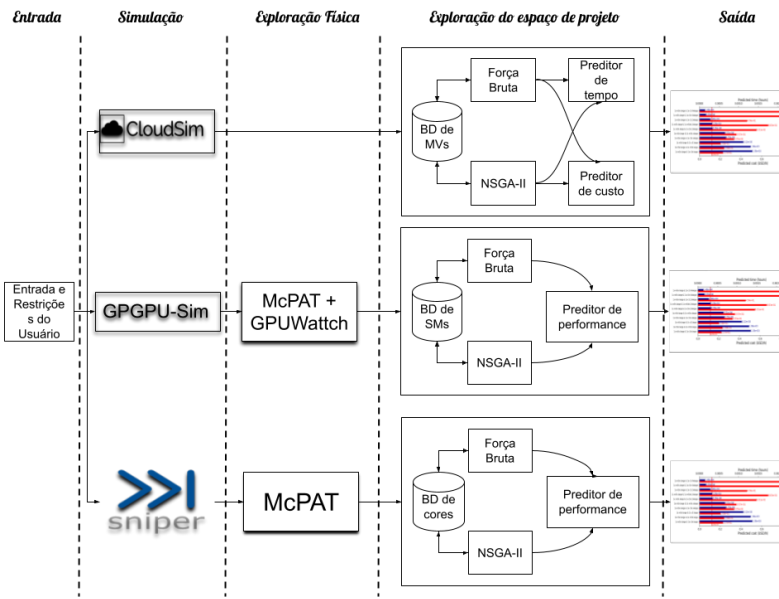 Entrada
Simulação
Exploração Física
Exploração do espaço de projeto
Saída
CloudSim
BD de
MVs
Força
Bruta
NSGA-II
Preditor
de
tempo
Preditor
de custo
Entrada e
Restriçõe
s do
Usuário
GPGPU-Sim
McPAT +
GPUWattch
BD de
SMs
Força
Bruta
NSGA-II
Preditor de
performance
sniper
McPAT
BD de
cores
Força
Bruta
NSGA-II
Preditor de
performance